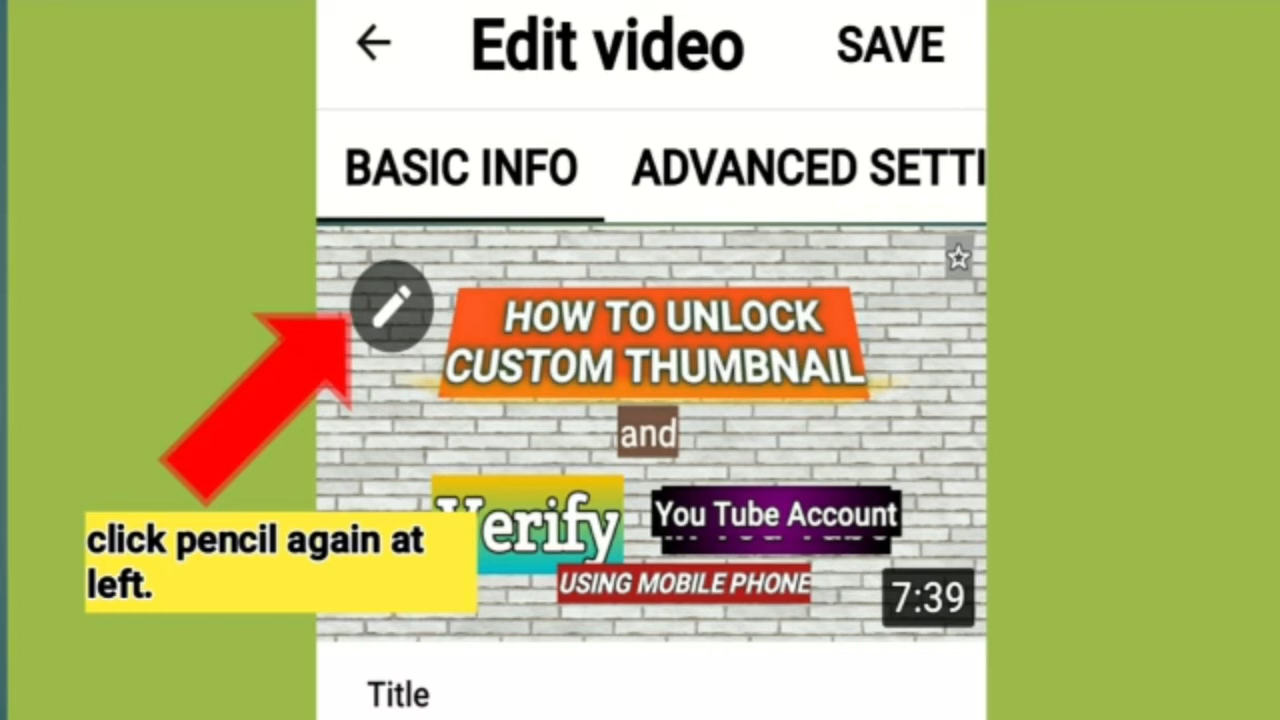 Edit video
SAVE
BASIC INFO
ADVANCED SETTI
HOW TO UNLOCK
CUSTOM THUMBNAIL
and
Verify
You Tube Account
USING MOBILE PHONE
7:39
click pencil again at
left.
Title